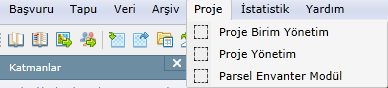 Başvuru Tapu Veri Arşiv Proje İstatistik Yardım
Proje Birim Yönetim
Proje Yönetim
Katmanlar
Parsel Envanter Modül